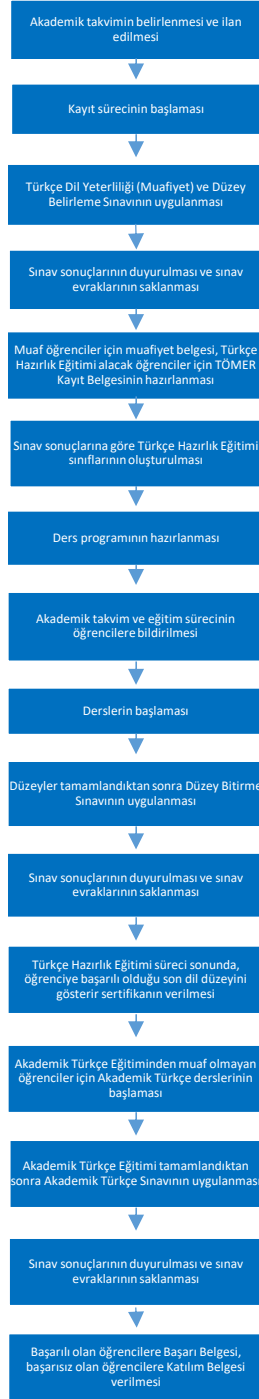 Akademik takvimin belirlenmesi ve ilan
edilmesi
Kayıt sürecinin başlaması
Türkçe Dil Yeterliliği (Muafiyet) ve Düzey
Belirleme Sınavının uygulanması
Sınav sonuçlarının duyurulması ve sınav
evraklarının saklanması
Muaf öğrenciler için muafiyet belgesi, Türkçe
Hazırlık Eğitimi alacak öğrenciler için TÖMER
Kayıt Belgesinin hazırlanması
Sınav sonuçlarına göre Türkçe Hazırlık Eğitimi
sınıflarının oluşturulması
Ders programının hazırlanması
Akademik takvim ve eğitim sürecinin
öğrencilere bildirilmesi
Derslerin başlaması
Düzeyler tamamlandıktan sonra Düzey Bitirme
Sınavının uygulanması
Sınav sonuçlarının duyurulması ve sınav
evraklarının saklanması
Türkçe Hazırlık Eğitimi süreci sonunda,
öğrenciye başarılı olduğu son dil düzeyini
gösterir sertifikanın verilmesi
Akademik Türkçe Eğitiminden muaf olmayan
öğrenciler için Akademik Türkçe derslerinin
başlaması
Akademik Türkçe Eğitimi tamamlandıktan
sonra Akademik Türkçe Sınavının uygulanması
Sınav sonuçlarının duyurulması ve sınav
evraklarının saklanması
Başarılı olan öğrencilere Başarı Belgesi,
başarısız olan öğrencilere Katılım Belgesi
verilmesi